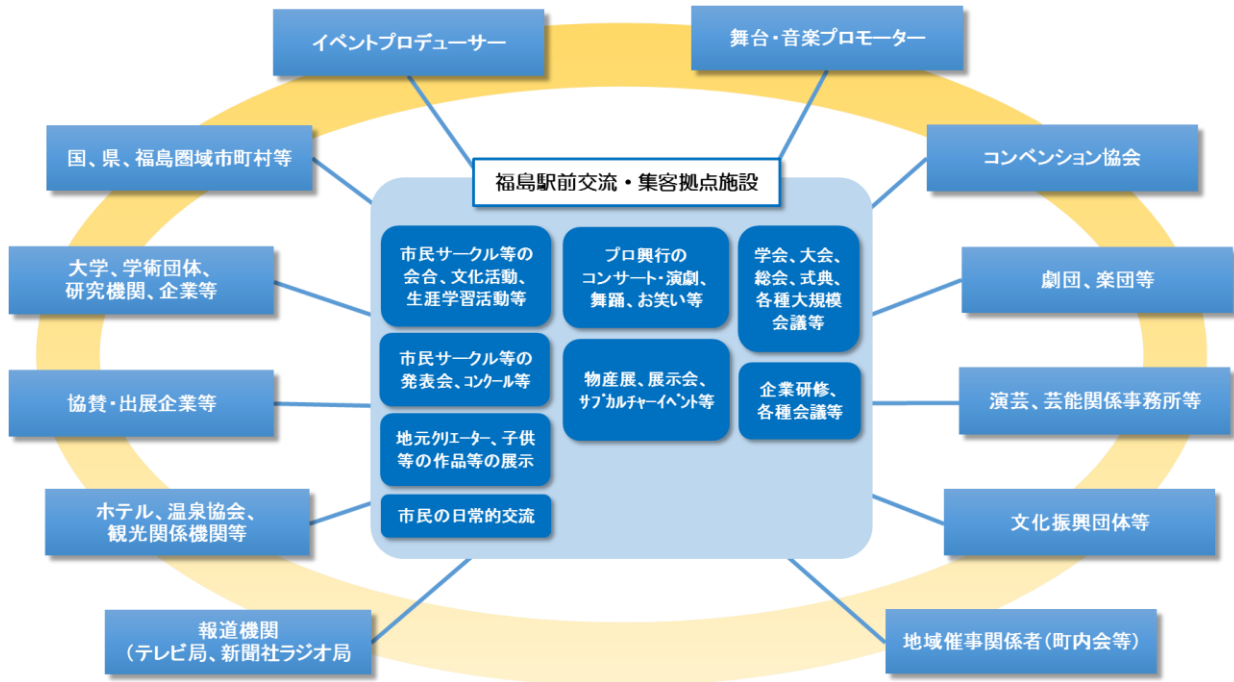 イベントプロデューサー
舞台・音楽プロモーター
国、県、福島圏域市町村等
コンベンション協会
福島駅前交流・集客拠点施設
大学、学術団体、
研究機関、企業等
劇団、楽団等
市民サークル等の
会合、文化活動、
生涯学習活動等
プロ興行の
コンサート・演劇、
舞踊、お笑い等
学会、大会、
総会、式典、
各種大規模
会議等
市民サークル等の
発表会、コンクール等
物産展、展示会、
サブカルチャーイベント等
企業研修、
各種会議等
協賛・出展企業等
演芸、芸能関係事務所等
地元クリエーター、子供
等の作品等の展示
市民の日常的交流
ホテル、温泉協会、
観光関係機関等
文化振興団体等
報道機関
(テレビ局、新聞社ラジオ局
地域催事関係者(町内会等)